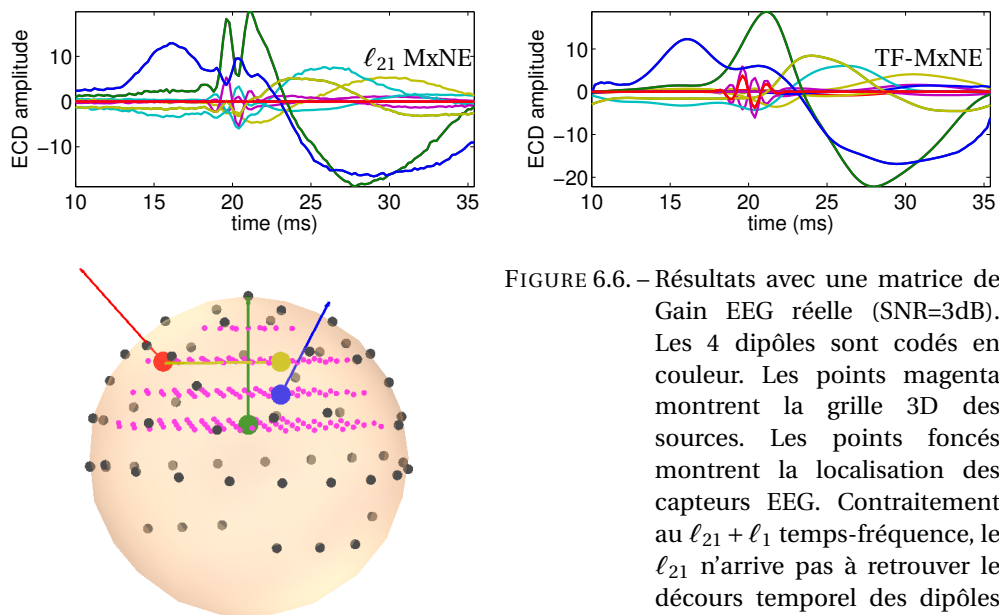 ℓ21 MxNE
ECD amplitude
10
0
−10
10 15 20 25 30 35
time (ms)
TF-MxNE
ECD amplitude
10
0
−10
−20
10 15 20 25 30 35
time (ms)
FIGURE 6.6. – Résultats avec une matrice de
Gain EEG réelle (SNR=3dB).
Les 4 dipôles sont codés en
couleur. Les points magenta
montrent la grille 3D des
sources. Les points foncés
montrent la localisation des
capteurs EEG. Contraitement
au ℓ21 + ℓ1 temps-fréquence, le
ℓ21 n'arrive pas à retrouver le
décours temporel des dipôles